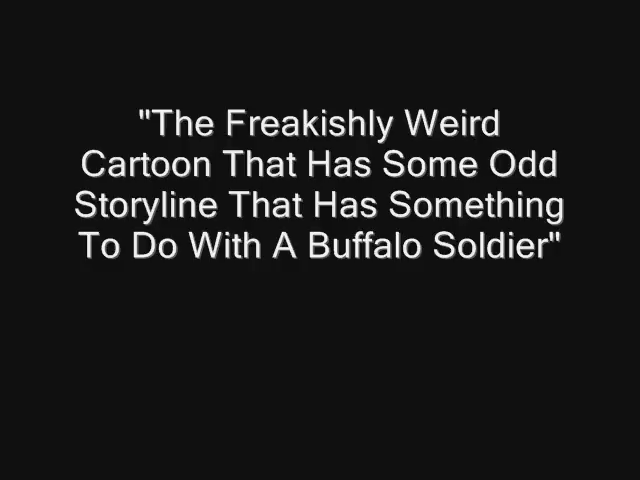 "The Freakishly Weird
Cartoon That Has Some Odd
Storyline That Has Something
To Do With A Buffalo Soldier"